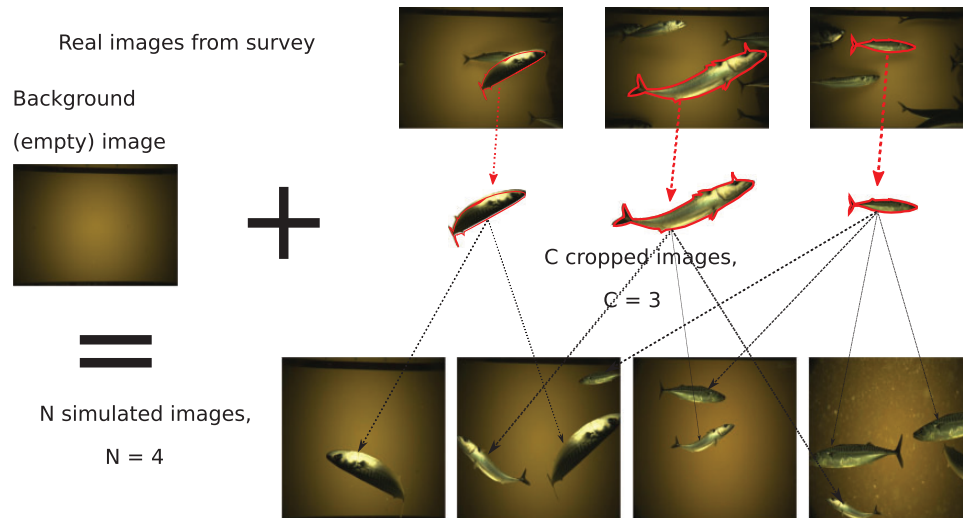 Real images from survey
Background
(empty) image
C cropped images,
C = 3
N simulated images,
N = 4